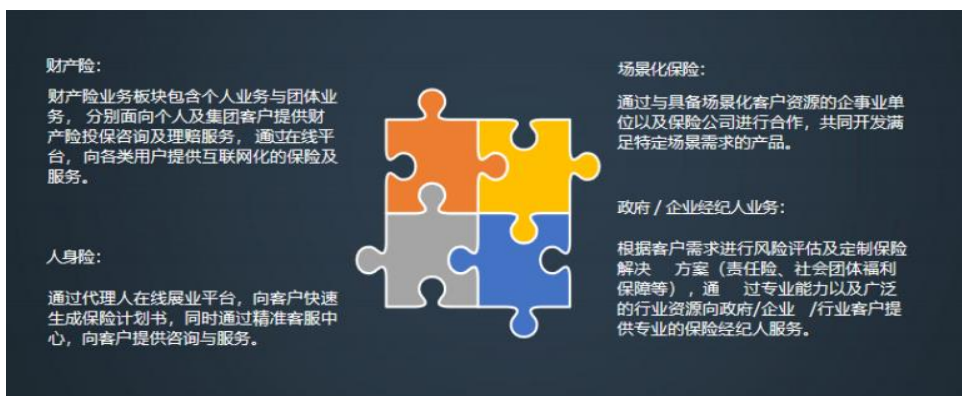 财产险：
财产险业务板块包含个人业务与团体业
务， 分别面向个人及集团客户提供财
产险投保咨询及理赔服务， 通过在线平
台，向各类用户提供互联网化的保险及
服务。
人身险：
通过代理人在线展业平台，向客户快速
生成保险计划书，同时通过精准客服中
心，向客户提供咨询与服务。
场景化保险：
通过与具备场景化客户资源的企事业单
位以及保险公司进行合作，共同开发满
足特定场景需求的产品。
政府 / 企业经纪人业务：
根据客户需求进行风险评估及定制保险
解决 方案（责任险、社会团体福利
保障等），通 过专业能力以及广泛
的行业资源向政府/企业 /行业客户提
供专业的保险经纪人服务。